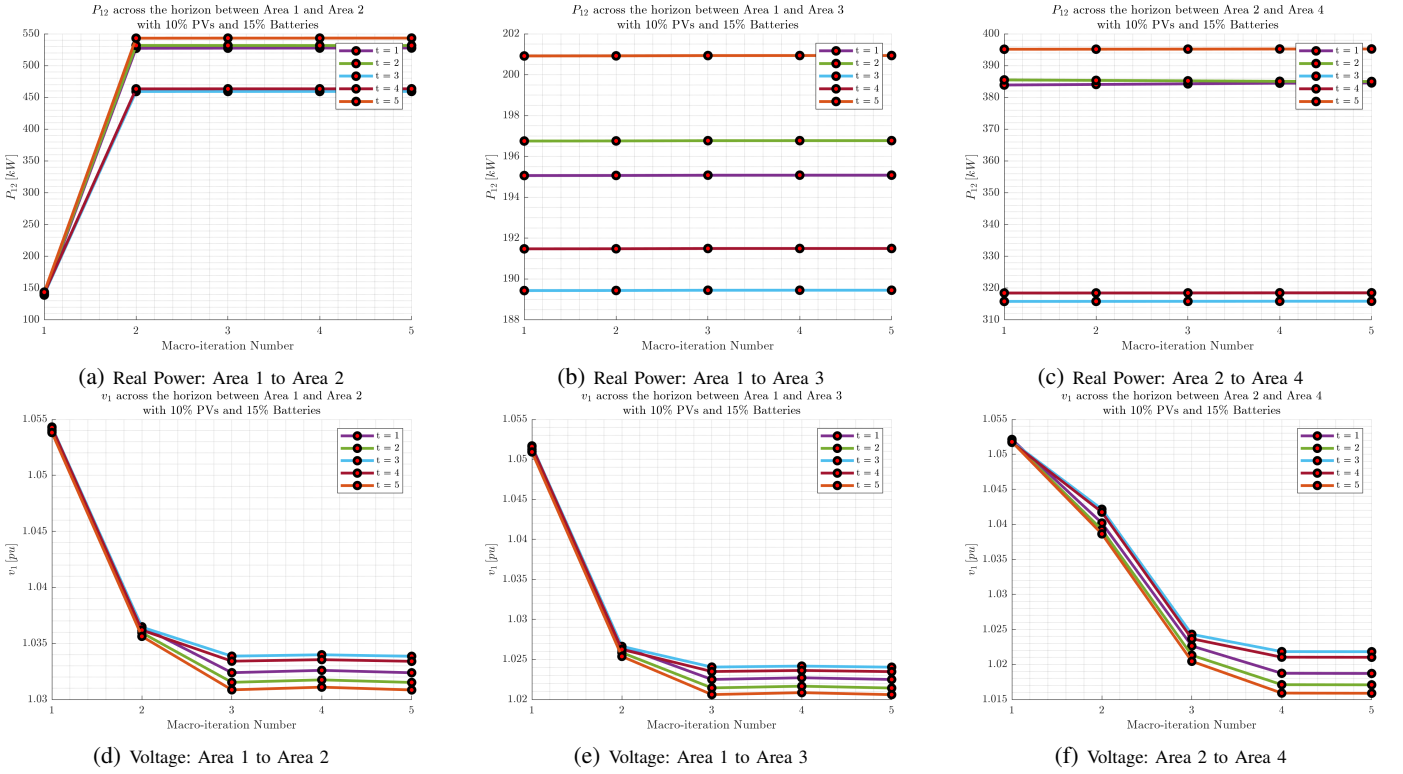 P12 across the horizon between Area 1 and Area 2
with 10% PVs and 15% Batteries
550
500
450
400
350
300
250
200
150
100
P12 [kW]
t = 1
t = 2
t = 3
t = 4
t = 5
1 2 3 4 5
Macro-iteration Number
(a) Real Power: Area 1 to Area 2
P12 across the horizon between Area 1 and Area 3
with 10% PVs and 15% Batteries
202
200
198
196
194
192
190
188
P12 [kW]
t = 1
t = 2
t = 3
t = 4
t = 5
1 2 3 4 5
Macro-iteration Number
(b) Real Power: Area 1 to Area 3
P12 across the horizon between Area 2 and Area 4
with 10% PVs and 15% Batteries
400
390
380
370
360
350
340
330
320
310
P12 [kW]
t = 1
t = 2
t = 3
t = 4
t = 5
1 2 3 4 5
Macro-iteration Number
(c) Real Power: Area 2 to Area 4
v1 across the horizon between Area 1 and Area 2
with 10% PVs and 15% Batteries
1.055
1.05
1.045
1.04
1.035
1.03
v1 [pu]
t = 1
t = 2
t = 3
t = 4
t = 5
1 2 3 4 5
Macro-iteration Number
(d) Voltage: Area 1 to Area 2
v1 across the horizon between Area 1 and Area 3
with 10% PVs and 15% Batteries
1.055
1.05
1.045
1.04
1.035
1.03
1.025
1.02
v1 [pu]
t = 1
t = 2
t = 3
t = 4
t = 5
1 2 3 4 5
Macro-iteration Number
(e) Voltage: Area 1 to Area 3
v1 across the horizon between Area 2 and Area 4
with 10% PVs and 15% Batteries
1.055
1.05
1.045
1.04
1.035
1.03
1.025
1.02
1.015
v1 [pu]
t = 1
t = 2
t = 3
t = 4
t = 5
1 2 3 4 5
Macro-iteration Number
(f) Voltage: Area 2 to Area 4